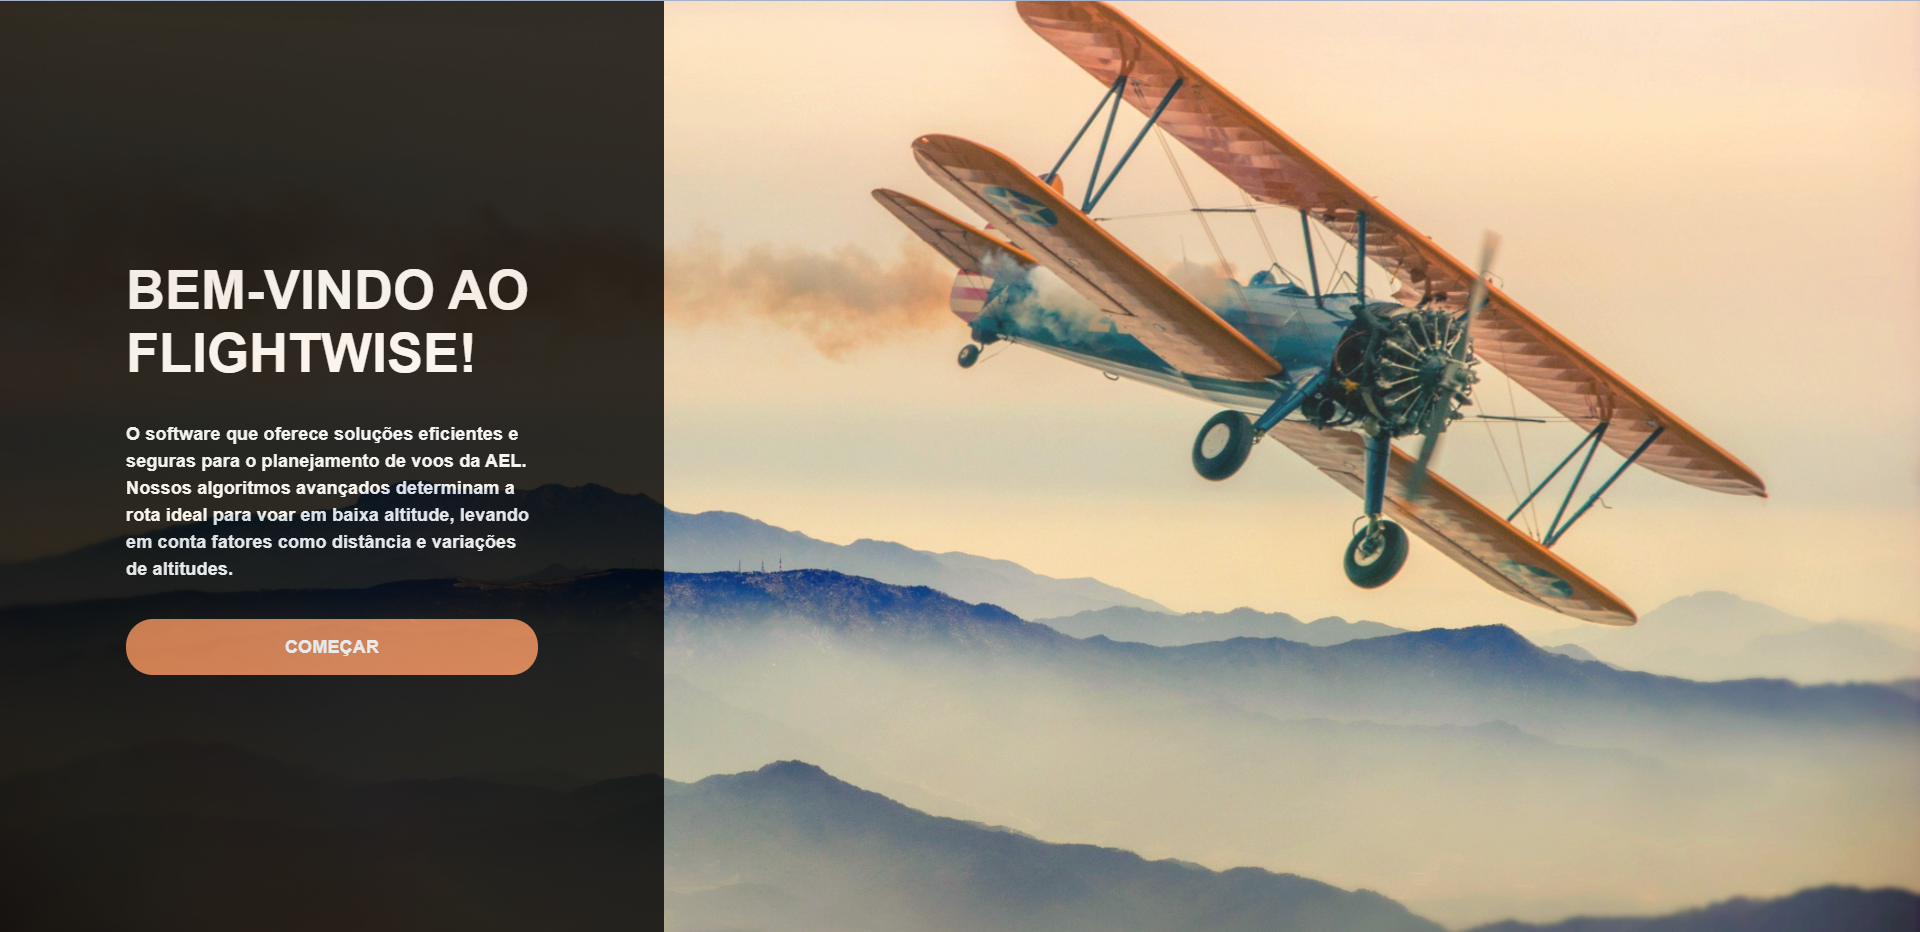 BEM-VINDO AO
FLIGHTWISE!
O software que oferece soluções eficientes e
seguras para o planejamento de voos da AEL.
Nossos algoritmos avançados determinam a
rota ideal para voar em baixa altitude, levando
em conta fatores como distância e variações
de altitudes.
COMEÇAR